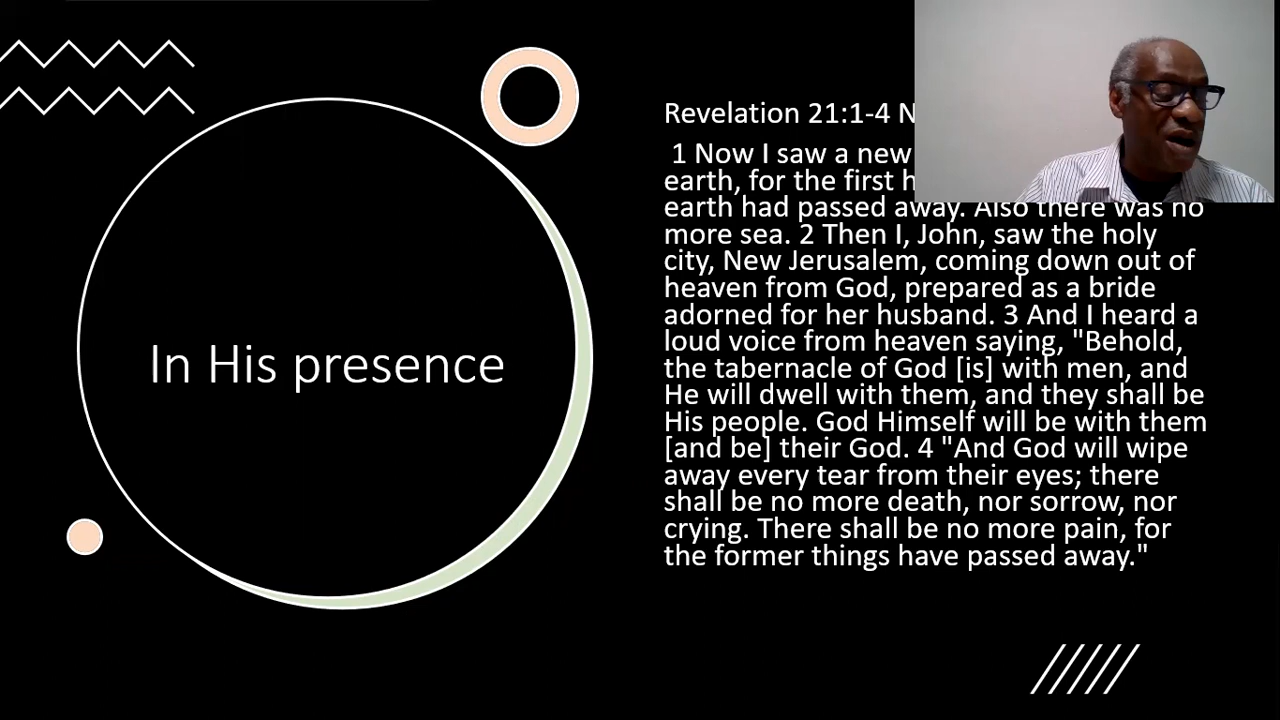 In His presence
Revelation 21:1-4
1 Now I saw a new
earth, for the first
earth had passed away. Also there was no
more sea. 2 Then I, John, saw the holy
city, New Jerusalem, coming down out of
heaven from God, prepared as a bride
adorned for her husband. 3 And I heard a
loud voice from heaven saying, "Behold,
the tabernacle of God [is] with men, and
He will dwell with them, and they shall be
His people. God Himself will be with them
[and be] their God. 4 "And God will wipe
away every tear from their eyes; there
shall be no more death, nor sorrow, nor
crying. There shall be no more pain, for
the former things have passed away."